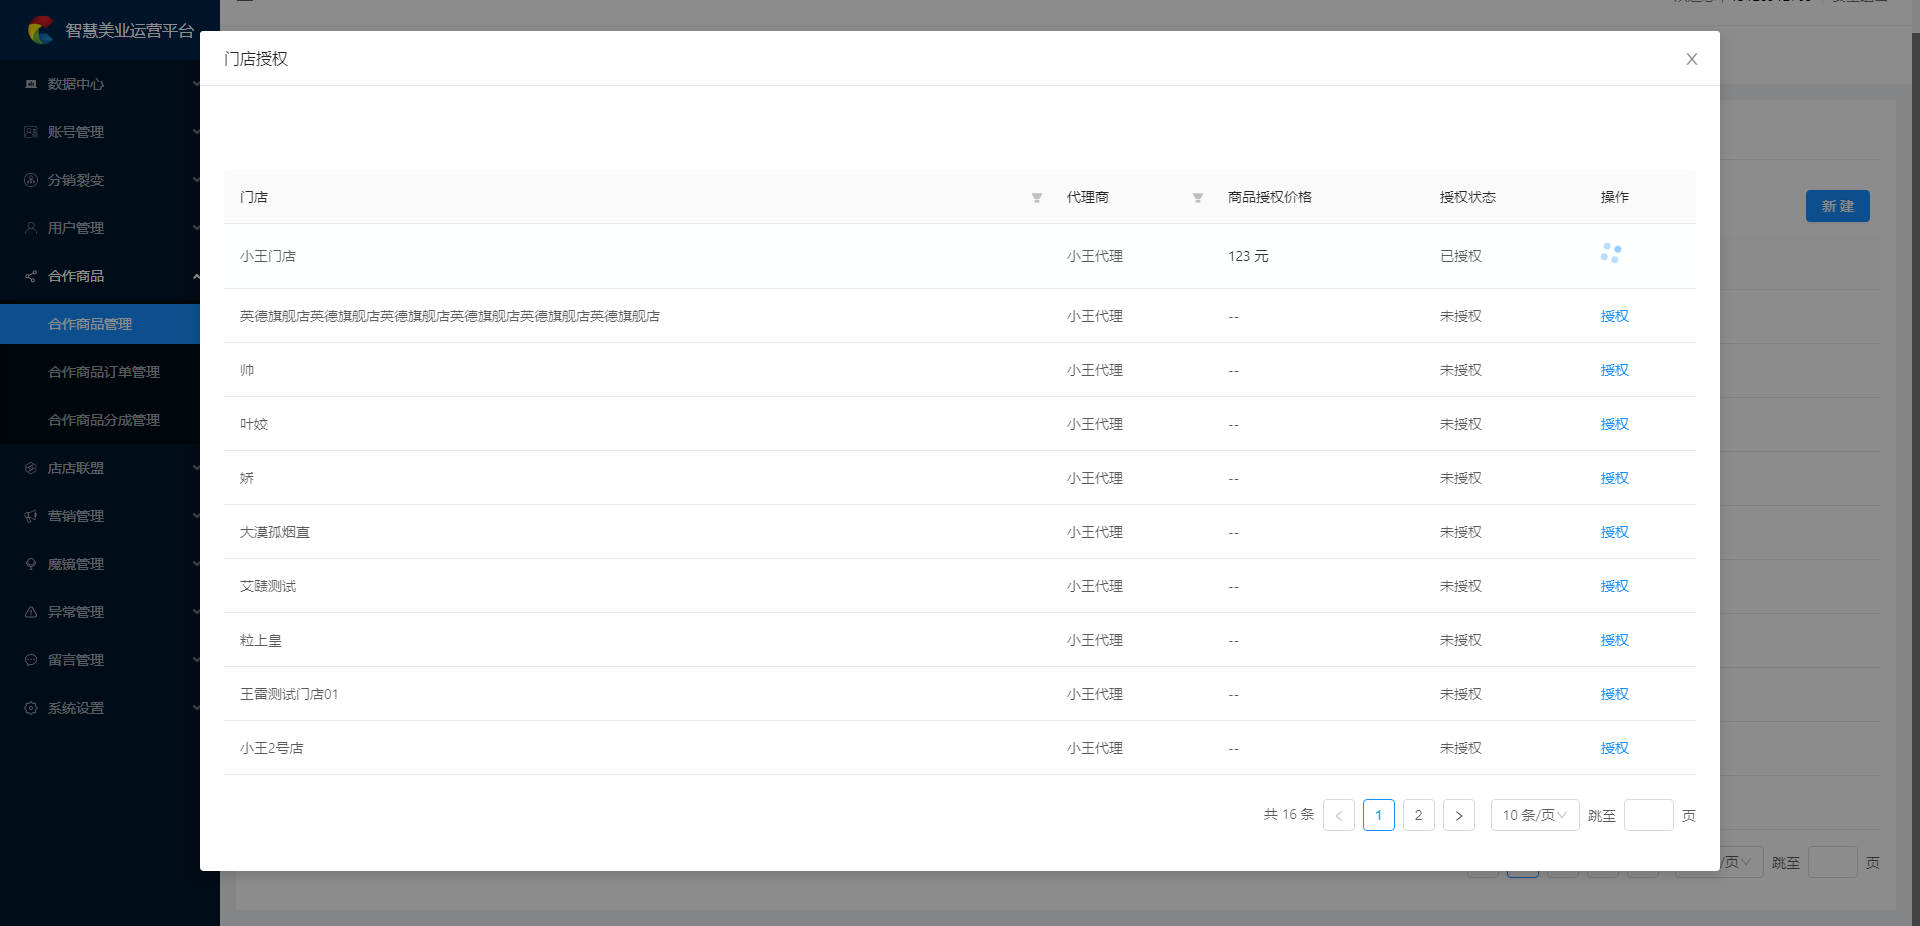 智慧美业运营平台
数据中心
账号管理
分销裂变
用户管理
合作商品
合作商品管理
合作商品订单管理
合作商品分成管理
店店联盟
营销管理
魔镜管理
异常管理
留言管理
系统设置
门店授权
门店 代理商 商品授权价格 授权状态 操作
小王门店 小王代理 123 元 已授权
英德旗舰店英德旗舰店英德旗舰店英德旗舰店英德旗舰店英德旗舰店 小王代理 -- 未授权 授权
帅 小王代理 -- 未授权 授权
叶姣 小王代理 -- 未授权 授权
娇 小王代理 -- 未授权 授权
大漠孤烟直 小王代理 -- 未授权 授权
艾赜测试 小王代理 -- 未授权 授权
粒上皇 小王代理 -- 未授权 授权
王雷测试门店01 小王代理 -- 未授权 授权
小王2号店 小王代理 -- 未授权 授权
共 16 条 < 1 2 > 10 条/页 跳至 页
新 建
/页 跳至 页